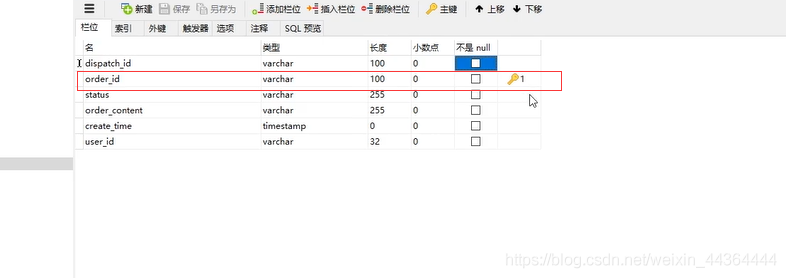 新建 保存 另存为 添加栏位 插入栏位 删除栏位 主键 上移 下移
栏位 索引 外键 触发器 选项 注释 SQL 预览
名 类型 长度 小数点 不是 null
dispatch_id varchar 100 0
order_id varchar 100 0 1
status varchar 255 0
order_content varchar 255 0
create_time timestamp 0 0
user_id varchar 32 0
https://blog.csdn.net/weixin_44364444